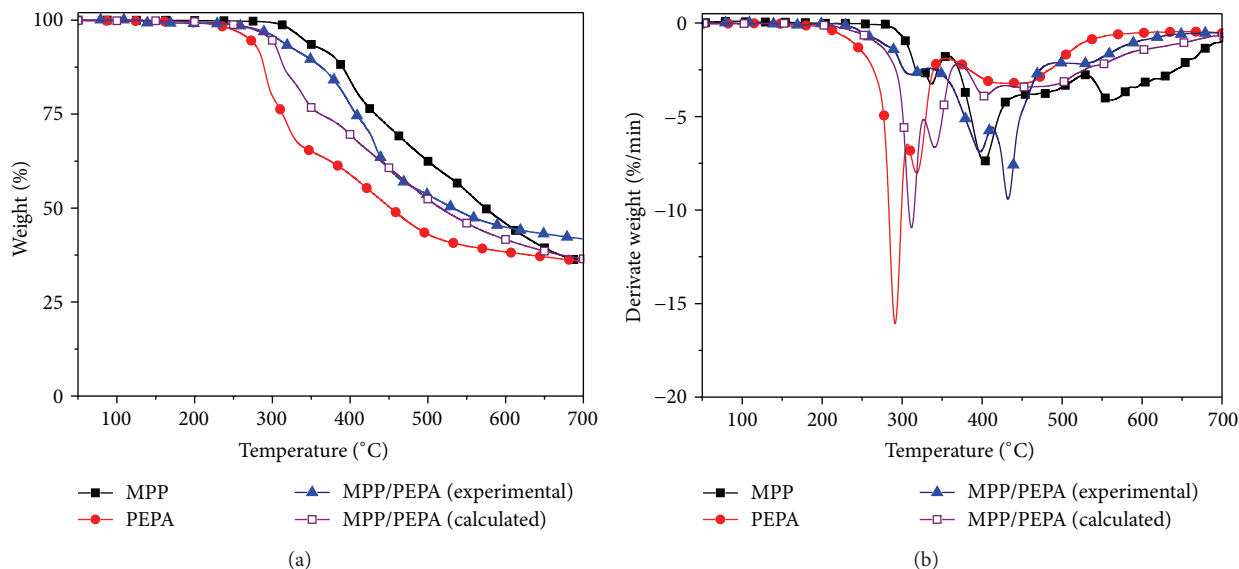 100
75
50
25
0
Weight (%)
100 200 300 400 500 600 700
Temperature (°C)
MPP
PEPA
MPP/PEPA (experimental)
MPP/PEPA (calculated)
(a)
0
−5
−10
−15
−20
Derivate weight (%/min)
100 200 300 400 500 600 700
Temperature (°C)
MPP
PEPA
MPP/PEPA (experimental)
MPP/PEPA (calculated)
(b)